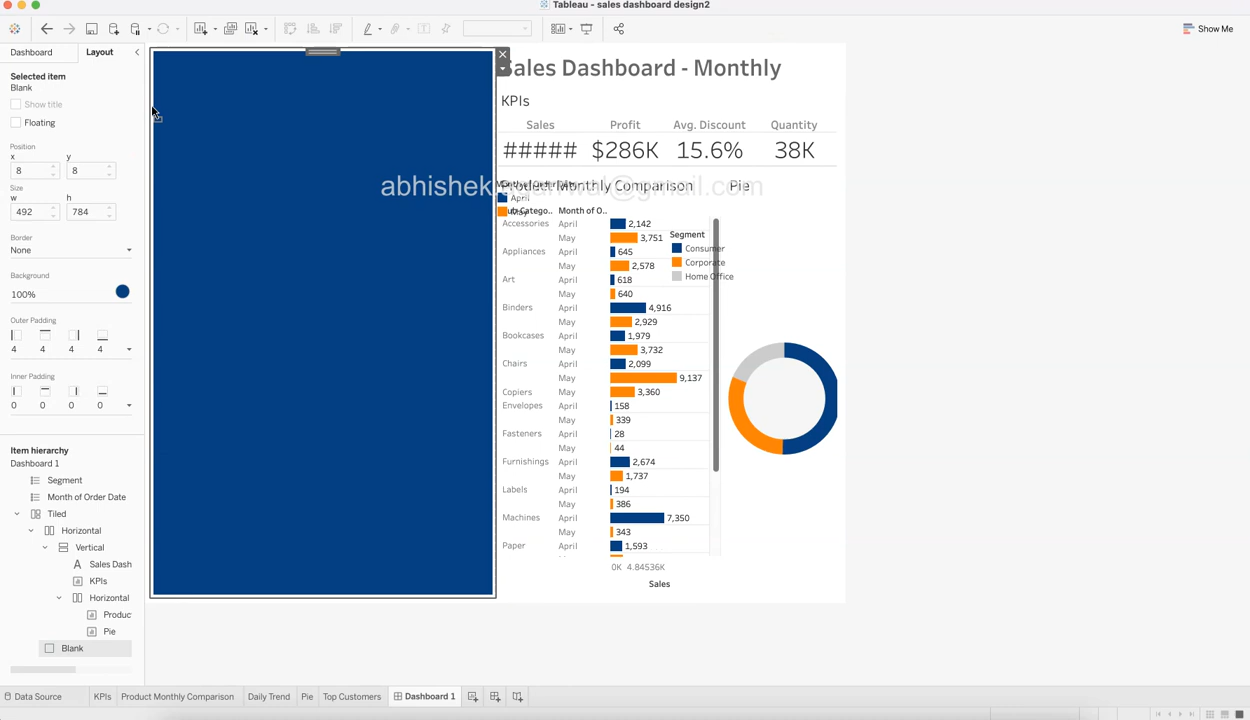 Tableau - sales dashboard design2
Show Me
Dashboard
Layout
Selected item
Blank
Show title
Floating
Position
x
y
8
8
Size
w
h
492
784
Border
None
Background
100%
Outer Padding
4 4 4 4
Inner Padding
0 0 0 0
Item hierarchy
Dashboard 1
Segment
Month of Order Date
Tiled
Horizontal
Vertical
A Sales Dash
KPIs
Horizontal
Produc
Pie
Blank
ales Dashboard - Monthly
KPIs
Sales Profit Avg. Discount Quantity
##### $286K 15.6% 38K
Monthly Comparison
Pie
April
Month of O..
Accessories April 2,142
May 3,751
Appliances April 645
May 2,578
Art April 618
May 640
Binders April 4,916
May 2,929
Bookcases April 1,979
May 3,732
Chairs April 2,099
May 9,137
Copiers May 3,360
Envelopes April 158
May 339
Fasteners April 28
May 44
Furnishings April 2,674
May 1,737
Labels April 194
May 386
Machines April 7,350
May 343
Paper April 1,593
0K 4.84536K
Sales
Segment
Consumer
Corporate
Home Office
Data Source
KPIs
Product Monthly Comparison
Daily Trend
Pie
Top Customers
Dashboard 1